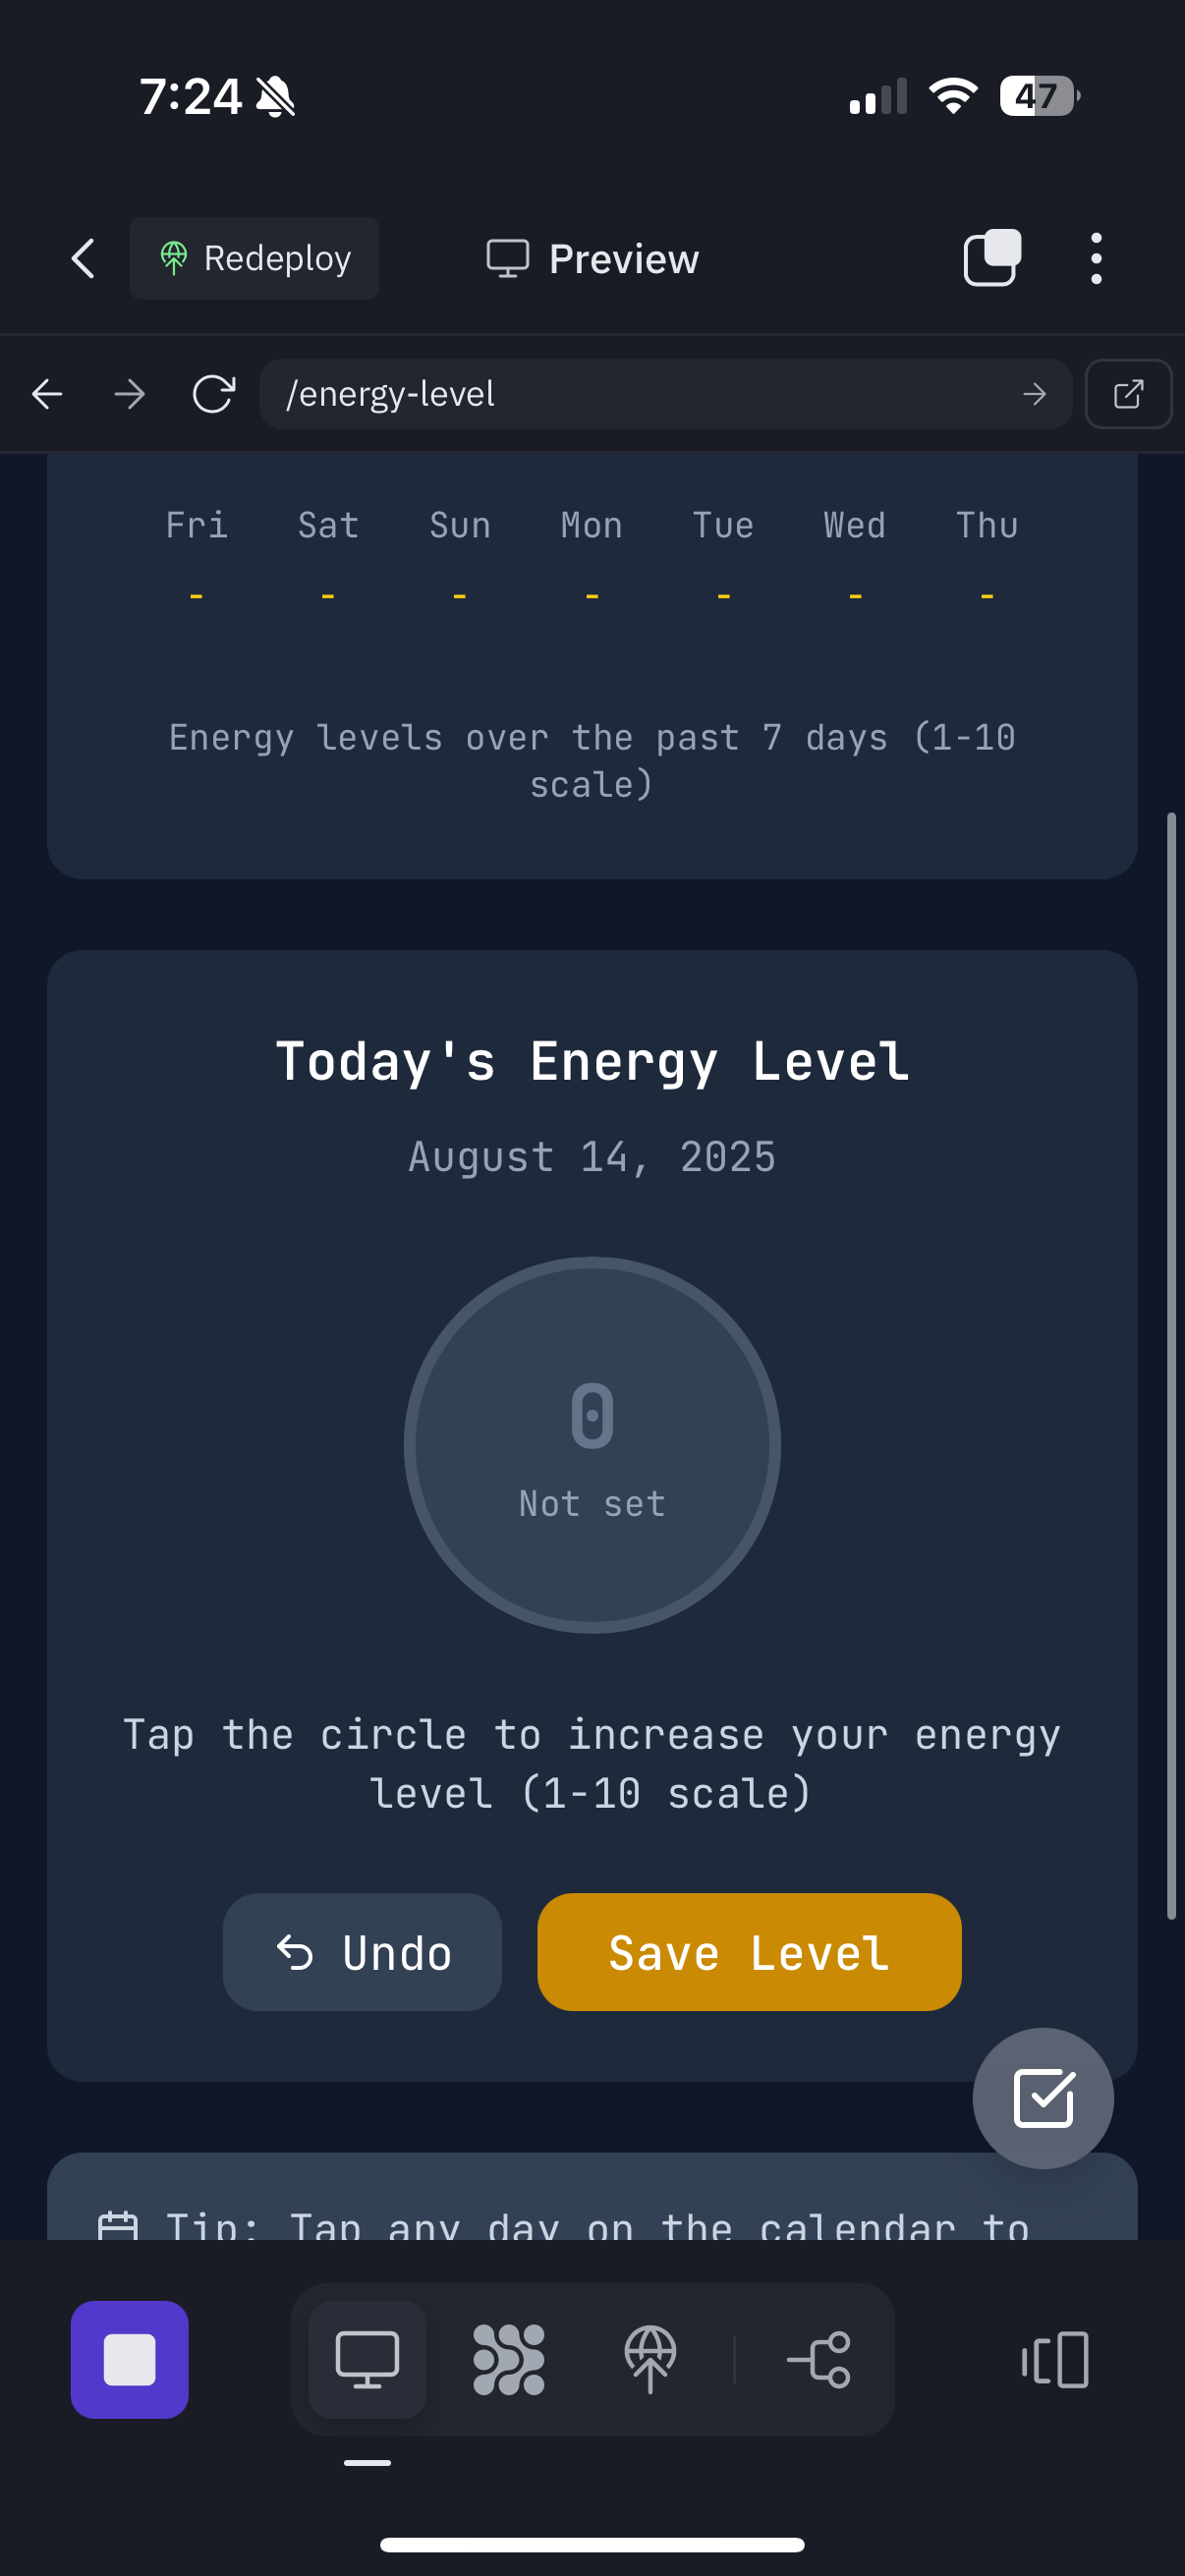 7:24 47
Redeploy Preview
/energy-level
Fri Sat Sun Mon Tue Wed Thu
- - - - - - -
Energy levels over the past 7 days (1-10
scale)
Today's Energy Level
August 14, 2025
0
Not set
Tap the circle to increase your energy
level (1-10 scale)
Undo Save Level
Tip: Tap any day on the calendar to